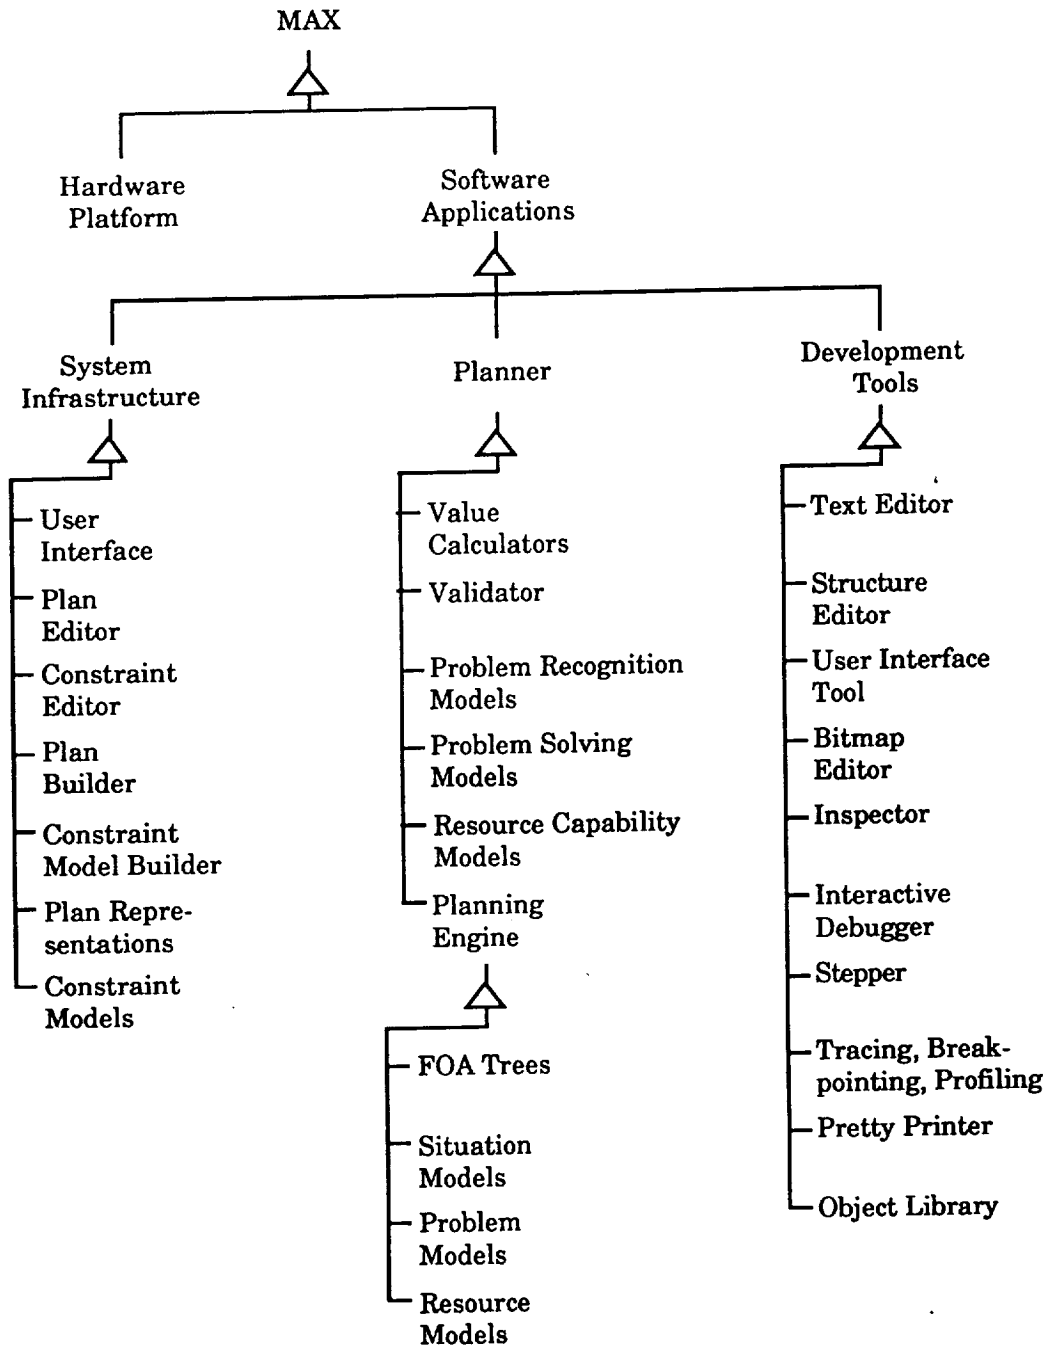 MAX
Hardware
Platform
Software
Applications
System
Infrastructure
Planner
Development
Tools
User
Interface
Plan
Editor
Constraint
Editor
Plan
Builder
Constraint
Model Builder
Plan Repre-
sentations
Constraint
Models
Value
Calculators
Validator
Problem Recognition
Models
Problem Solving
Models
Resource Capability
Models
Planning
Engine
FOA Trees
Situation
Models
Problem
Models
Resource
Models
Text Editor
Structure
Editor
User Interface
Tool
Bitmap
Editor
Inspector
Interactive
Debugger
Stepper
Tracing, Break-
pointing, Profiling
Pretty Printer
Object Library